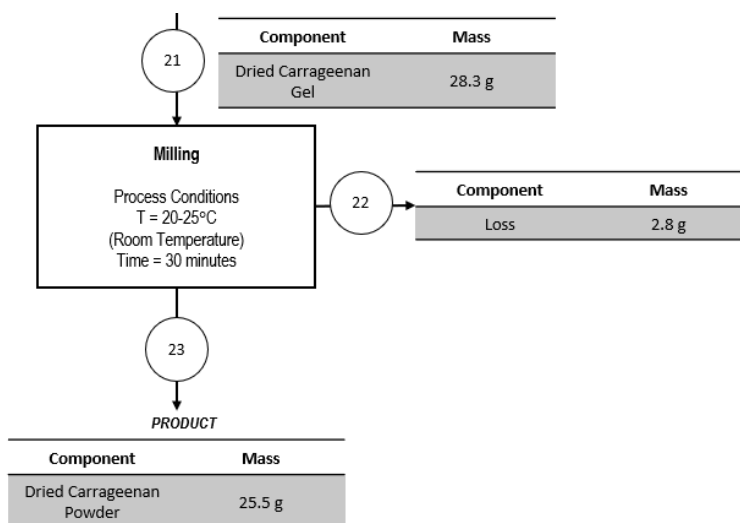 21
Component Mass
Dried Carrageenan
Gel
28.3 g
Milling
Process Conditions
T = 20-25°C
(Room Temperature)
Time = 30 minutes
22
Component Mass
Loss 2.8 g
23
PRODUCT
Component Mass
Dried Carrageenan
Powder
25.5 g